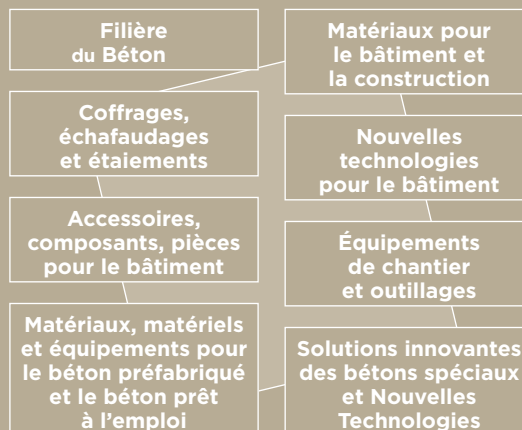 Filière
du Béton
Coffrages,
échafaudages
et étaiements
Accessoires,
composants, pièces
pour le bâtiment
Matériaux, matériels
et équipements pour
le béton préfabriqué
et le béton prêt
à l'emploi
Matériaux pour
le bâtiment et
la construction
Nouvelles
technologies
pour le bâtiment
Équipements
de chantier
et outillages
Solutions innovantes
des bétons spéciaux
et Nouvelles
Technologies